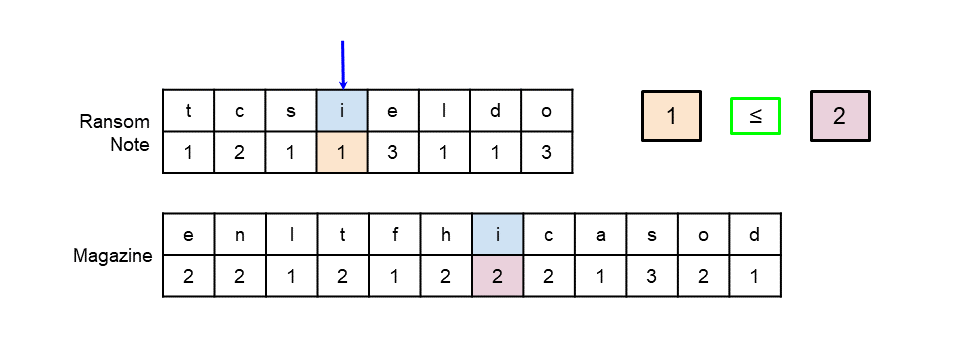 t c s i e l d o
Ransom Note
1 2 1 1 3 1 1 3
1 ≤ 2
e n l t f h i c a s o d
Magazine
2 2 1 2 1 2 2 2 1 3 2 1